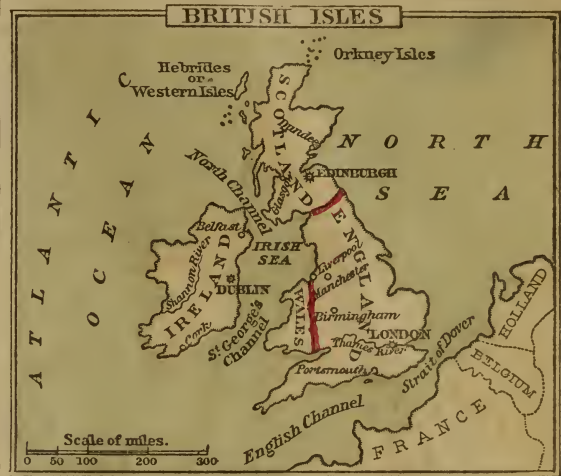 BRITISH ISLES
Orkney Isles
Hebrides
or
Western Isles
ATLANTIC
OCEAN
SCOTLAND
Dundee
NORTH
SEA
EDINBURGH
Glasgow
North Channel
Belfast
IRISH
SEA
ENGLAND
Shannon River
IRELAND
DUBLIN
Liverpool
Manchester
WALES
Birmingham
Cork
St George's
Channel
LONDON
Thames River
Portsmouth
Strait of Dover
HOLLAND
BELGIUM
FRANCE
English Channel
Scale of miles.
0 50 100 200 300